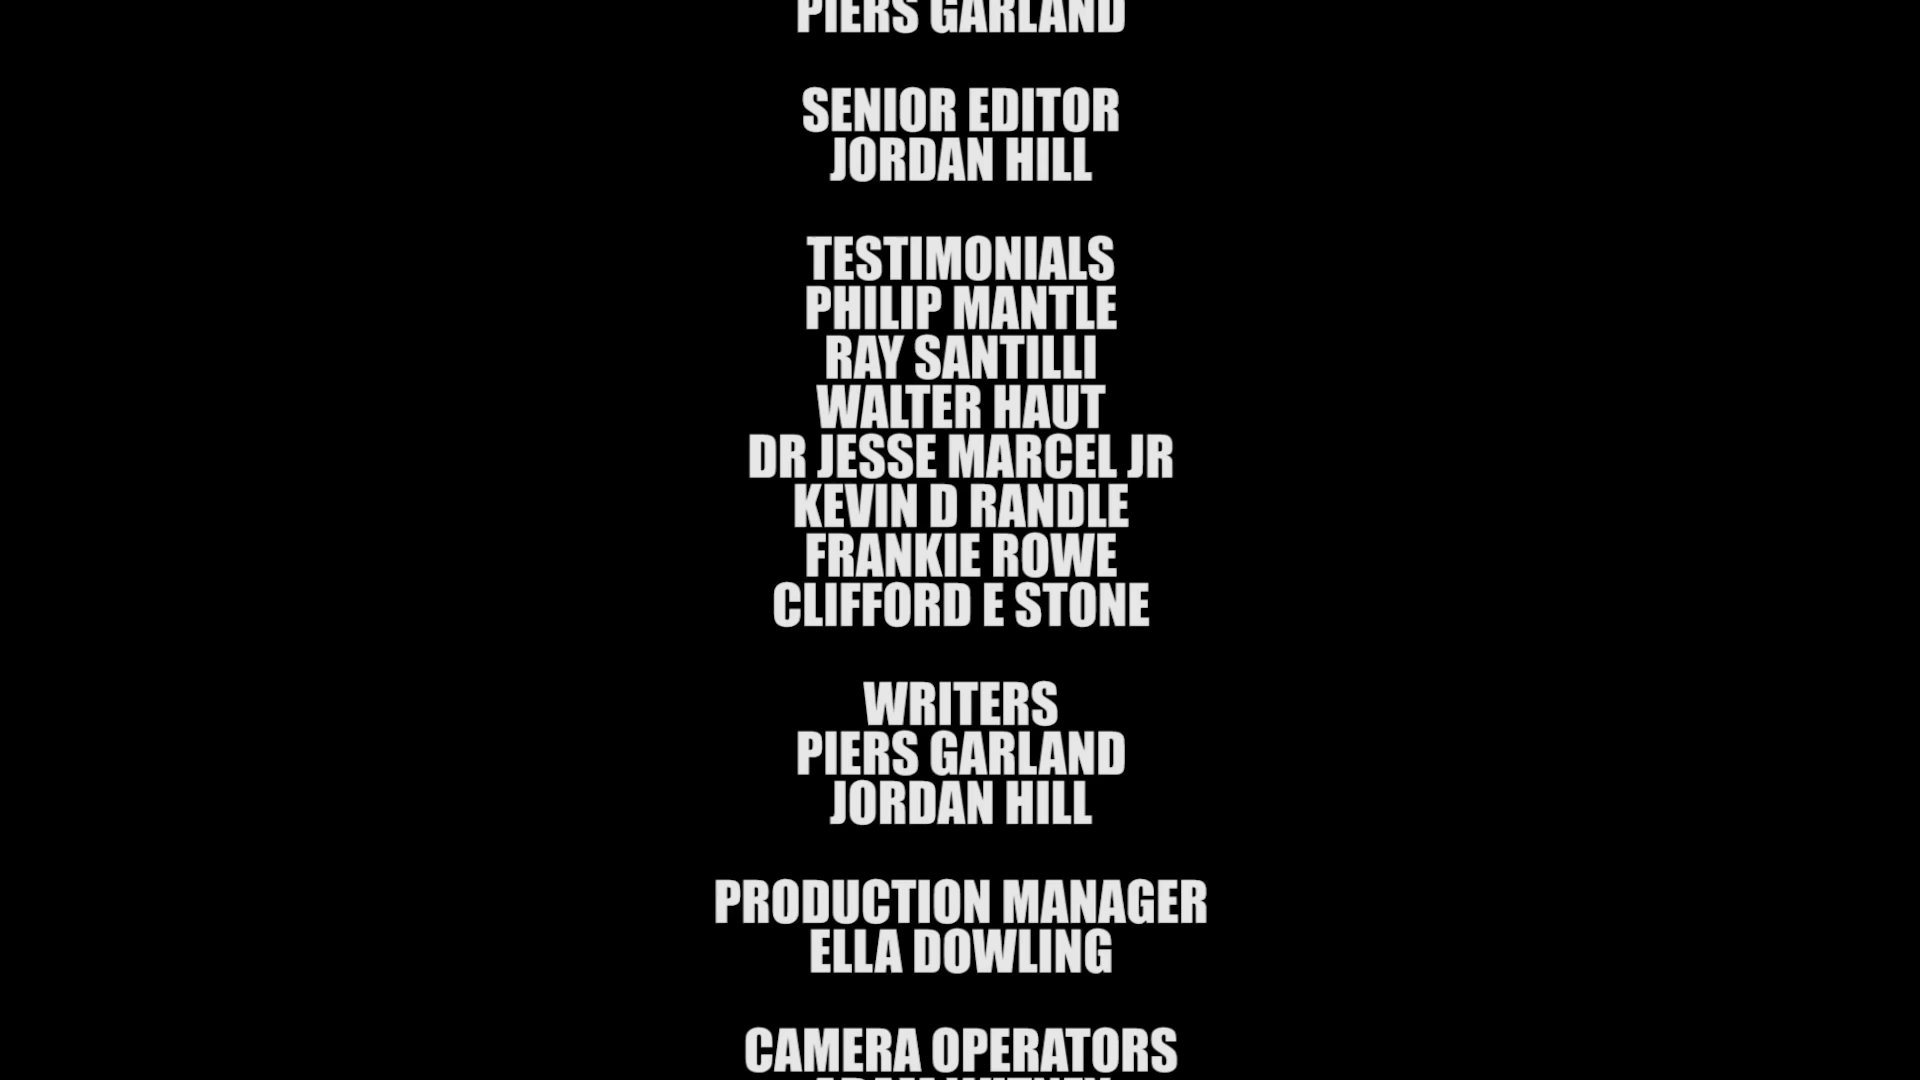 PIERS GARLAND
SENIOR EDITOR
JORDAN HILL
TESTIMONIALS
PHILIP MANTLE
RAY SANTILLI
WALTER HAUT
DR JESSE MARCEL JR
KEVIN D RANDLE
FRANKIE ROWE
CLIFFORD E STONE
WRITERS
PIERS GARLAND
JORDAN HILL
PRODUCTION MANAGER
ELLA DOWLING
CAMERA OPERATORS